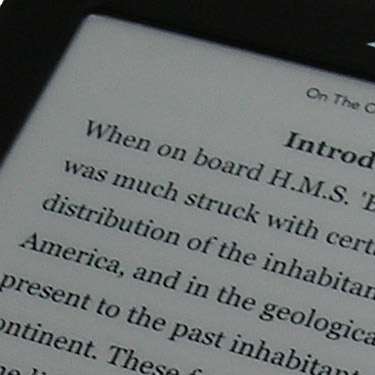 On The O
Introd
When on board H.M.S. 'B
was much struck with cert
distribution of the inhabitan
America, and in the geologica
present to the past inhabitant
ontinent. These f